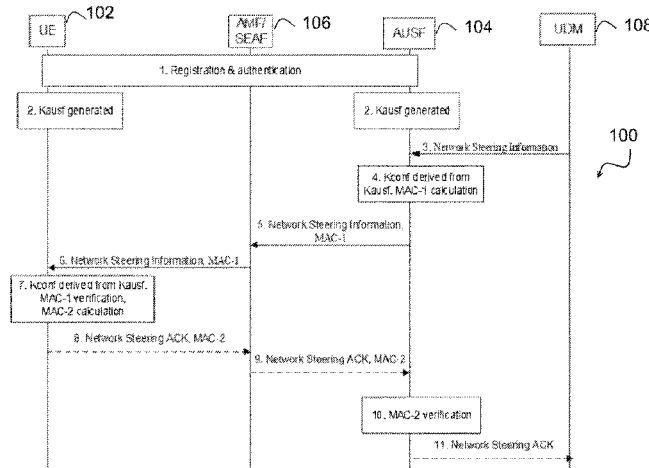 102
106
104
108
UE
AMF/
SEAF
AUSF
UDM
1. Registration & authentication
2. Kausf generated
2. Kausf generated
3. Network Steering Information
100
4. Kconf derived from
Kausf. MAC-1 calculation
5. Network Steering Information,
MAC-1
6. Network Steering Information, MAC-1
7. Kconf derived from Kausf.
MAC-1 verification,
MAC-2 calculation
8. Network Steering ACK, MAC-2
9. Network Steering ACK, MAC-2
10. MAC-2 verification
11. Network Steering ACK